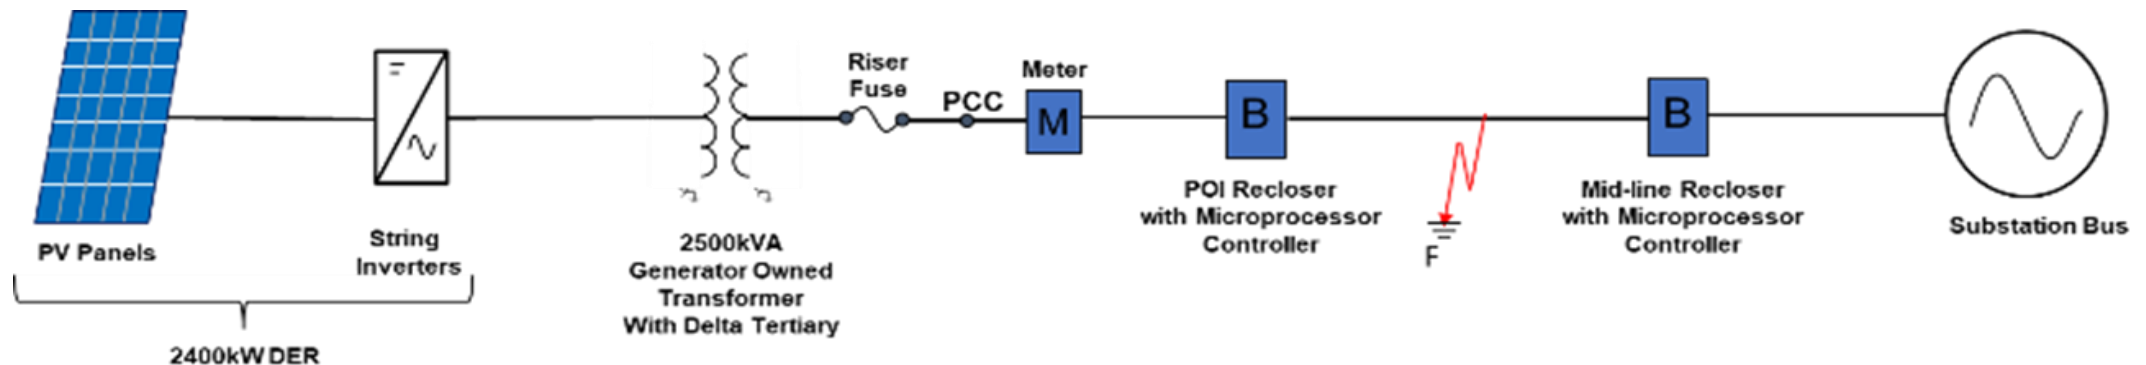 PV Panels
2400kW DER
String
Inverters
2500kVA
Generator Owned
Transformer
With Delta Tertiary
Riser
Fuse
PCC
Meter
M
B
POI Recloser
with Microprocessor
Controller
F
B
Mid-line Recloser
with Microprocessor
Controller
Substation Bus